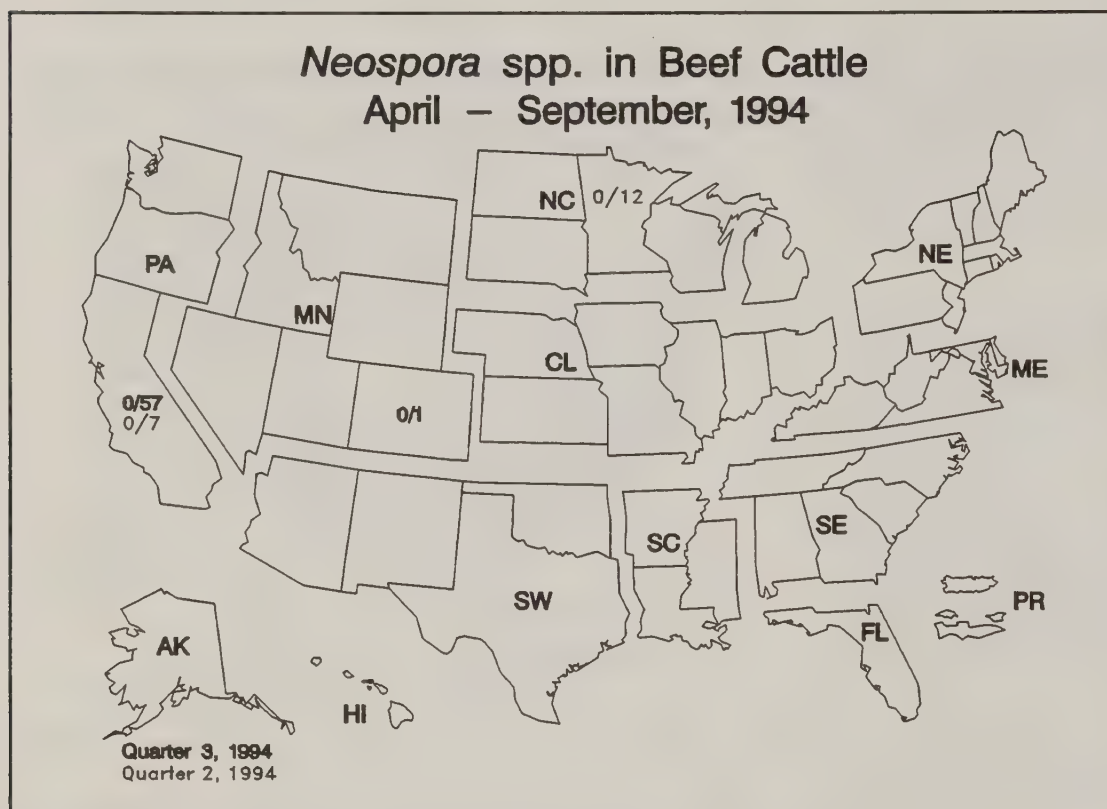 Neospora spp. in Beef Cattle
April – September, 1994
NC
0/12
PA
NE
MN
CL
ME
0/57
0/7
0/1
SC
SE
SW
PR
AK
FL
HI
Quarter 3, 1994
Quarter 2, 1994